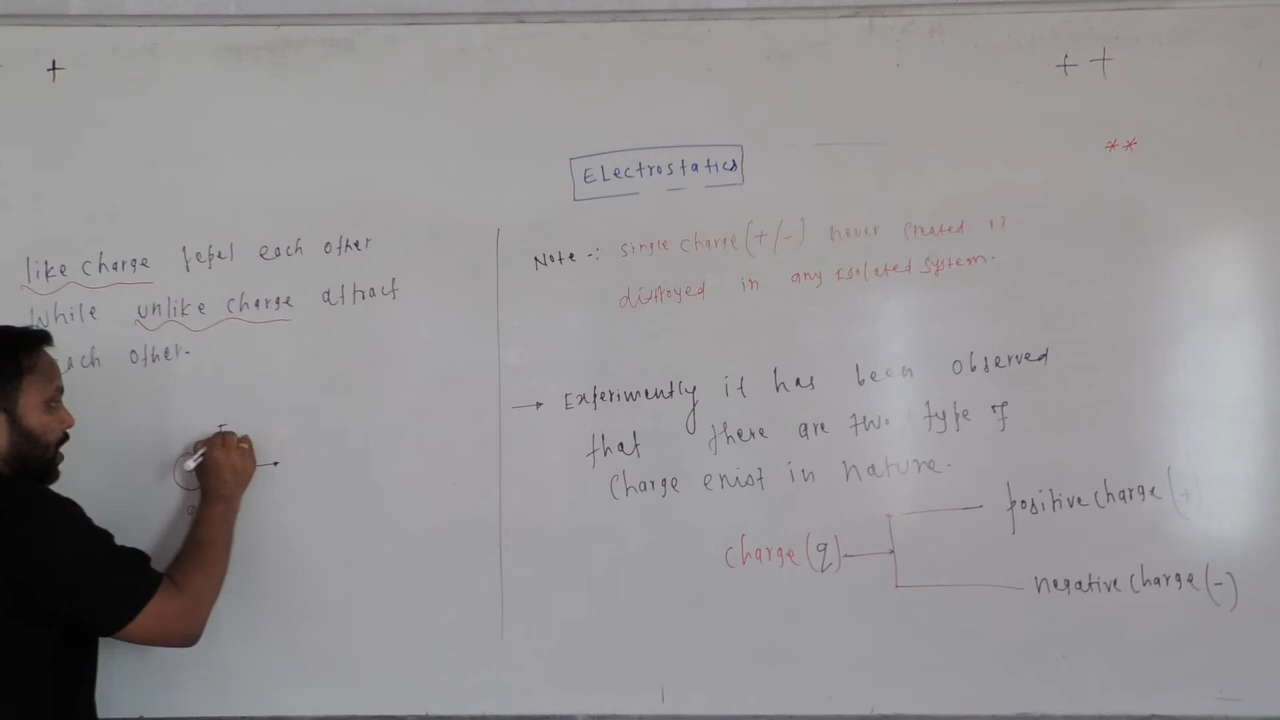 +
+ +
**
Electrostatics
like charge repel each other
while unlike charge attract
each other.
Note -: single charge (+/-) never created or
distroyed in any isolated system.
→ Experimently it has been observed
that there are two type of
charge enist in nature.
positive charge (+
charge (q)
negative charge (-)
F